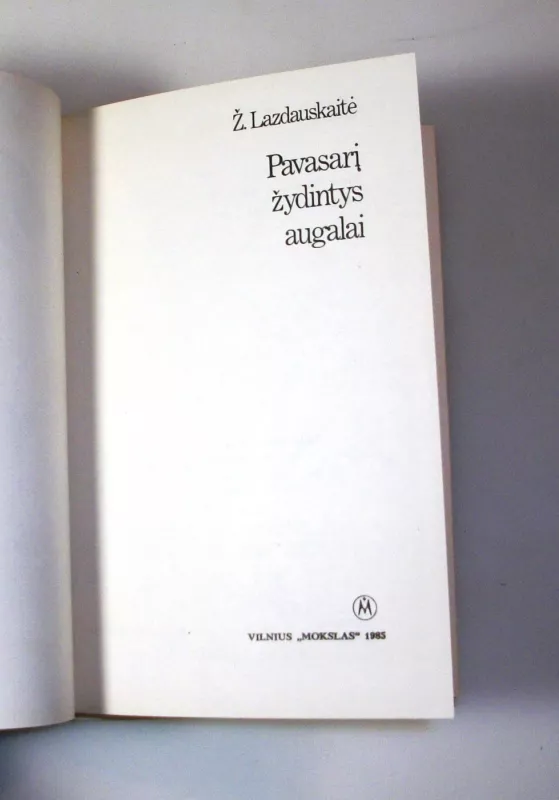 Ž. Lazdauskaitė
Pavasarį
žydintys
augalai
M
VILNIUS „MOKSLAS“ 1985